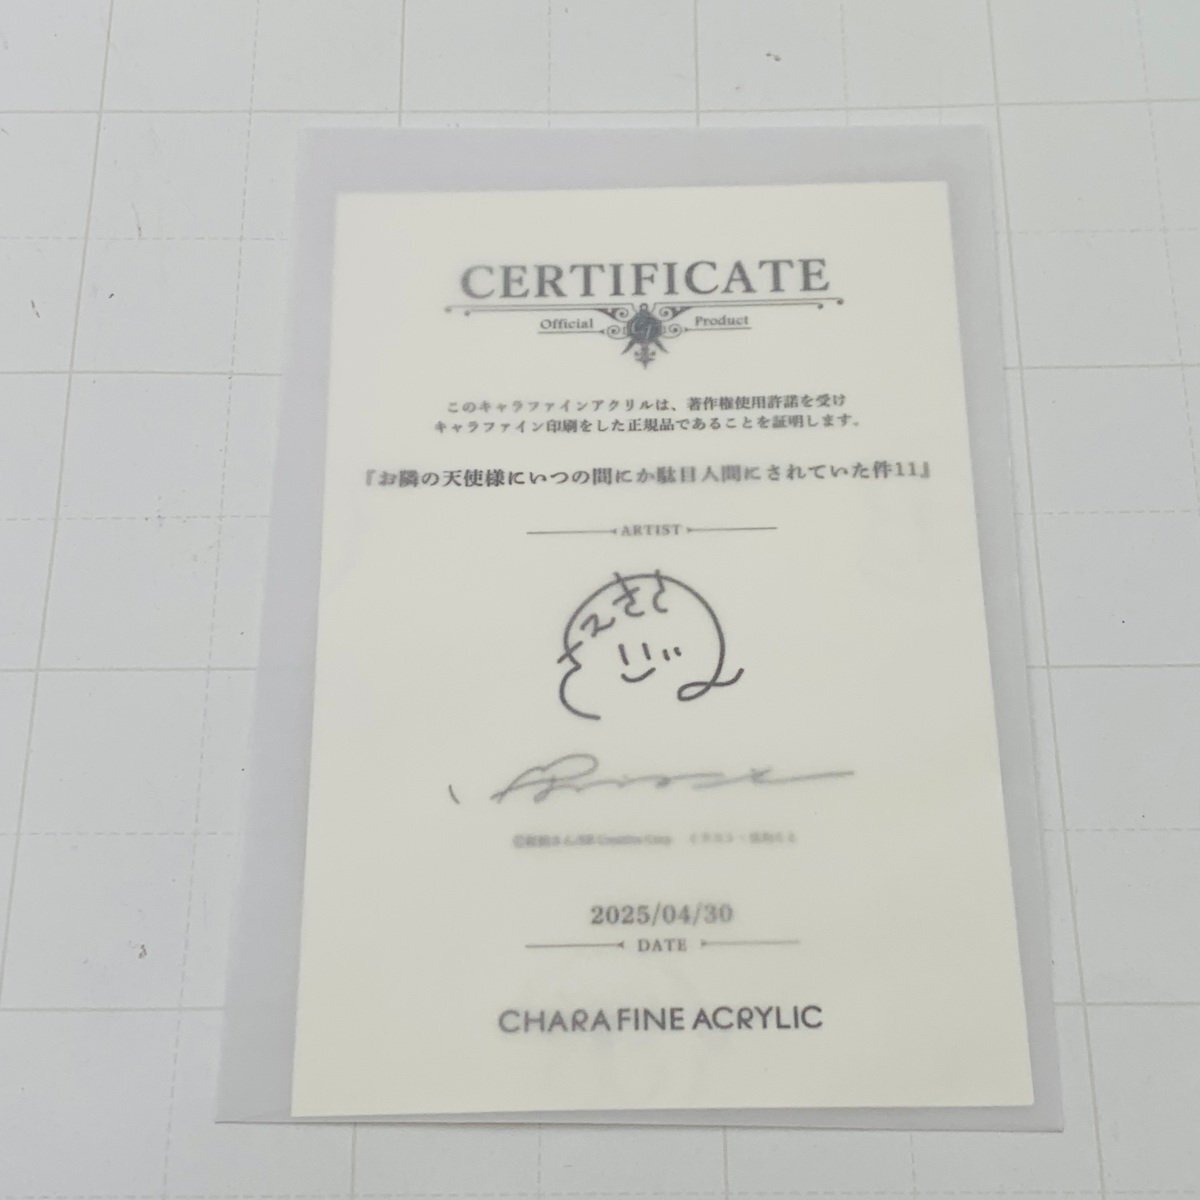 CERTIFICATE
Official Product
このキャラファインアクリルは、著作権使用許諾を受け
キャラファイン印刷をした正規品であることを証明します。
『お隣の天使様にいつの間にか駄目人間にされていた件11』
ARTIST
2025/04/30
DATE
CHARA FINE ACRYLIC